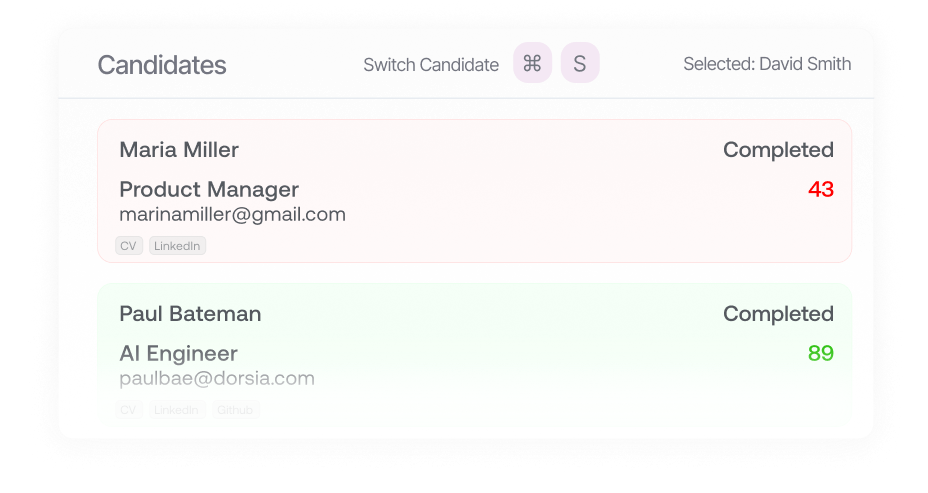 Candidates Switch Candidate ⌘ S Selected: David Smith
Maria Miller Completed
Product Manager 43
marinamiller@gmail.com
CV LinkedIn
Paul Bateman Completed
AI Engineer 89
paulbae@dorsia.com
CV LinkedIn Github